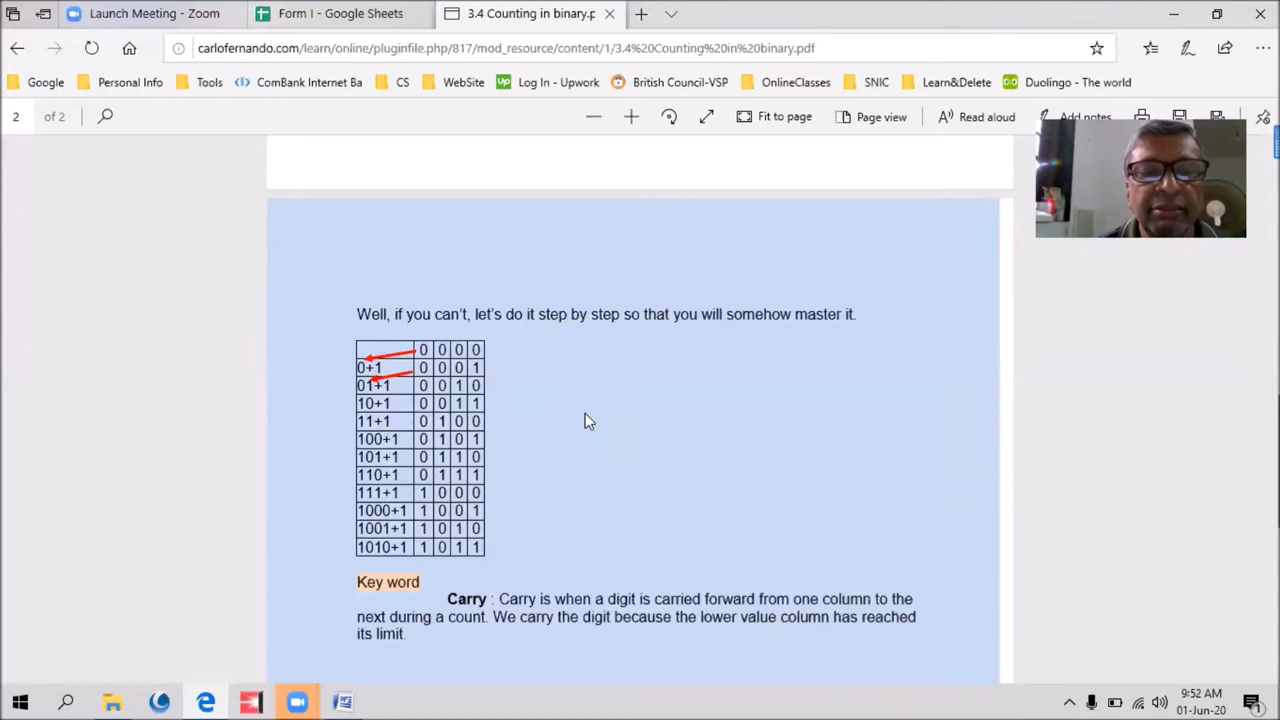 Launch Meeting - Zoom
Form I - Google Sheets
3.4 Counting in binary.p
carlofernando.com/learn/online/pluginfile.php/817/mod_resource/content/1/3.4%20Counting%20in%20binary.pdf
Google Personal Info Tools ComBank Internet Ba CS WebSite Up Log In - Upwork British Council-VSP OnlineClasses SNIC Learn&Delete Duolingo - The world
2 of 2 Fit to page Page view Read aloud Add notes
Well, if you can't, let's do it step by step so that you will somehow master it.
0 0 0 0
0+1 0 0 0 1
01+1 0 0 1 0
10+1 0 0 1 1
11+1 0 1 0 0
100+1 0 1 0 1
101+1 0 1 1 0
110+1 0 1 1 1
111+1 1 0 0 0
1000+1 1 0 0 1
1001+1 1 0 1 0
1010+1 1 0 1 1
Key word
Carry : Carry is when a digit is carried forward from one column to the
next during a count. We carry the digit because the lower value column has reached
its limit.
9:52 AM
01-Jun-20
1